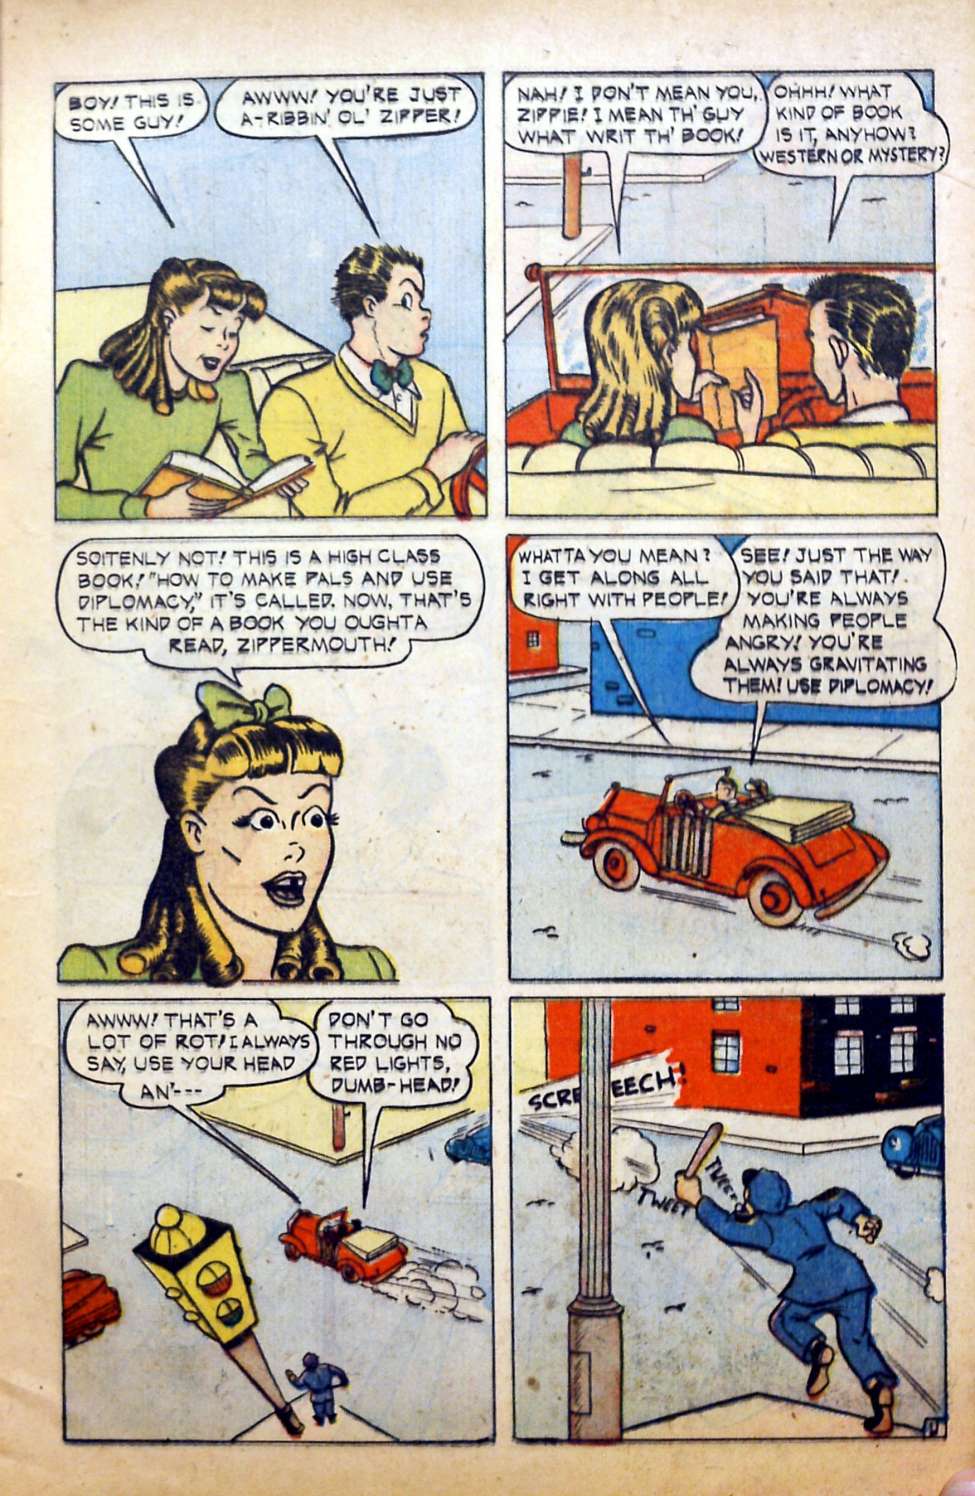 BOY! THIS IS
SOME GUY!
AWWW! YOU'RE JUST
A-RIBBIN' OL' ZIPPER!
NAH! I DON'T MEAN YOU,
ZIPPIE! I MEAN TH' GUY
WHAT WRIT TH' BOOK!
OHHH! WHAT
KIND OF BOOK
IS IT, ANYHOW?
WESTERN OR MYSTERY?
SOITENLY NOT! THIS IS A HIGH CLASS
BOOK! "HOW TO MAKE PALS AND USE
DIPLOMACY," IT'S CALLED. NOW, THAT'S
THE KIND OF A BOOK YOU OUGHTA
READ, ZIPPERMOUTH!
WHATTA YOU MEAN?
I GET ALONG ALL
RIGHT WITH PEOPLE!
SEE! JUST THE WAY
YOU SAID THAT!
YOU'RE ALWAYS
MAKING PEOPLE
ANGRY! YOU'RE
ALWAYS GRAVITATING
THEM! USE DIPLOMACY!
AWWW! THAT'S A
LOT OF ROT! I ALWAYS
SAY, USE YOUR HEAD
AN'---
DON'T GO
THROUGH NO
RED LIGHTS,
DUMB-HEAD!
SCRE EECH!
TWEET
TWEET